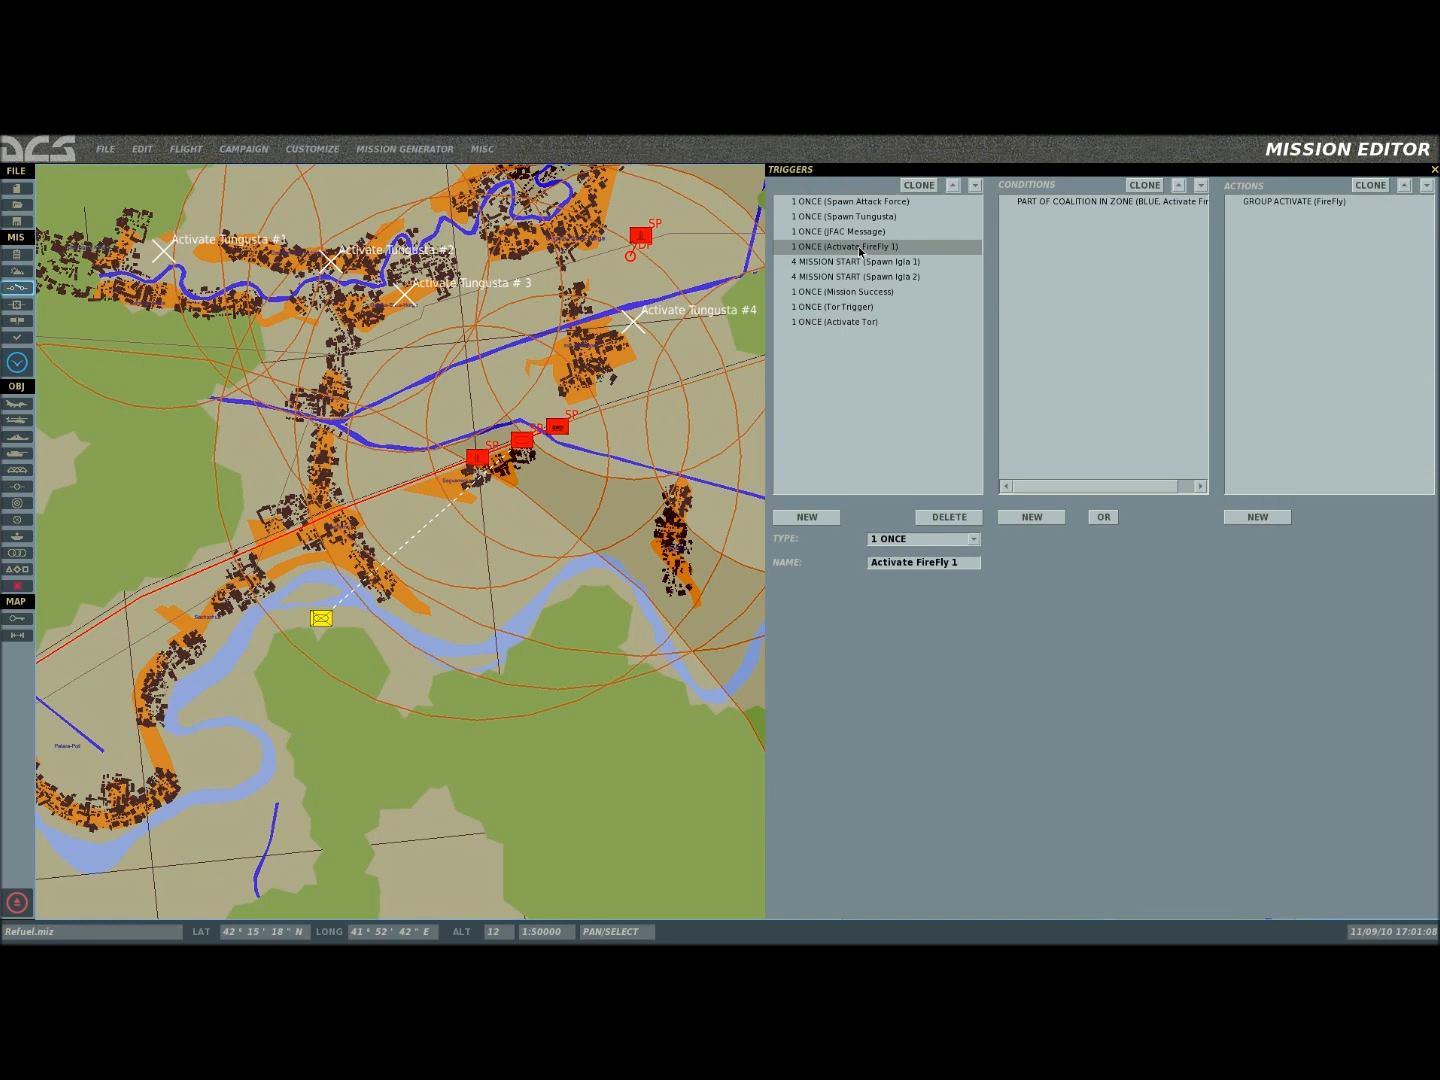 DCS
FILE EDIT FLIGHT CAMPAIGN CUSTOMIZE MISSION GENERATOR MISC
MISSION EDITOR
FILE
MIS
OBJ
MAP
Activate Tungusta #1
Activate Tungusta #2
Activate Tungusta # 3
Activate Tungusta #4
SP
SP
SP
Patara-Poti
TRIGGERS
CLONE
CONDITIONS
CLONE
ACTIONS
CLONE
1 ONCE (Spawn Attack Force)
1 ONCE (Spawn Tungusta)
1 ONCE (JFAC Message)
1 ONCE (Activate FireFly 1)
4 MISSION START (Spawn Igla 1)
4 MISSION START (Spawn Igla 2)
1 ONCE (Mission Success)
1 ONCE (Tor Trigger)
1 ONCE (Activate Tor)
PART OF COALITION IN ZONE (BLUE, Activate Fir
GROUP ACTIVATE (FireFly)
NEW DELETE NEW OR NEW
TYPE: 1 ONCE
NAME: Activate FireFly 1
Refuel.miz LAT 42 ° 15 ' 18 " N LONG 41 ° 52 ' 42 " E ALT 12 1:50000 PAN/SELECT 11/09/10 17:01:08